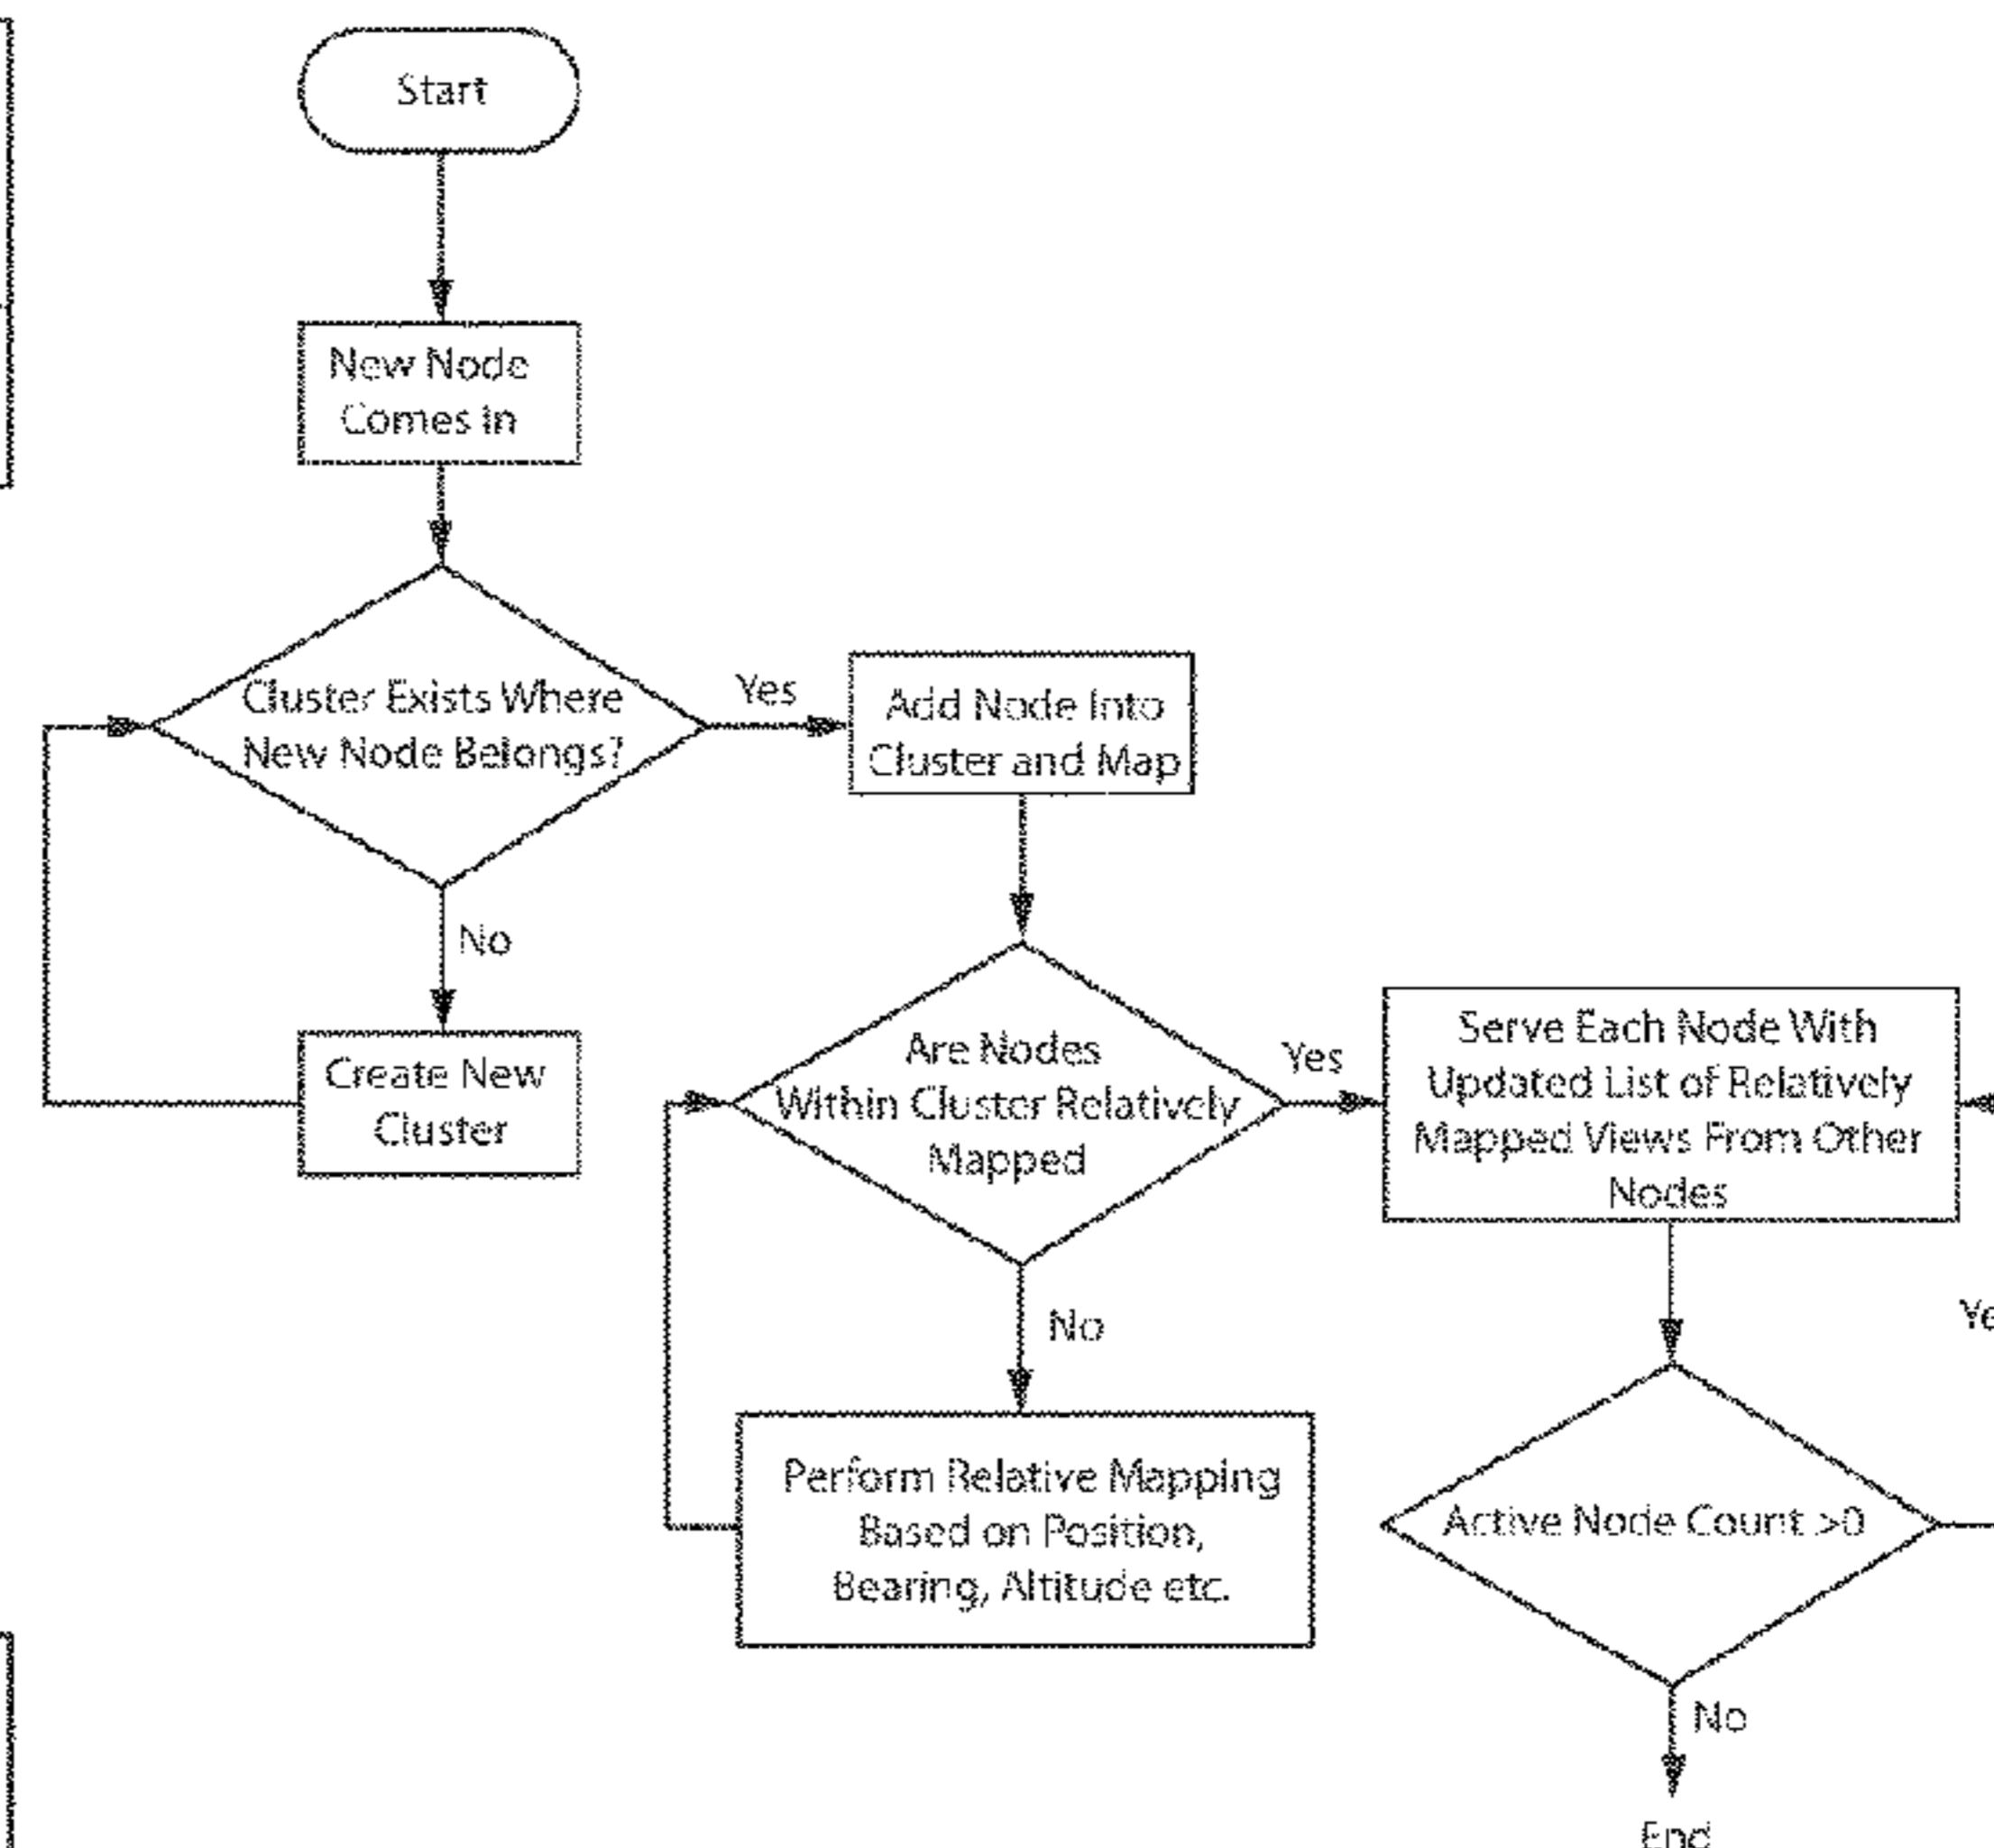 Start
New Node
Comes In
Cluster Exists Where
New Node Belongs?
Yes
Add Node Into
Cluster and Map
No
Create New
Cluster
Are Nodes
Within Cluster Relatively
Mapped
Yes
Serve Each Node With
Updated List of Relatively
Mapped Views From Other
Nodes
No
Perform Relative Mapping
Based on Position,
Bearing, Altitude etc.
Active Node Count >0
No
End